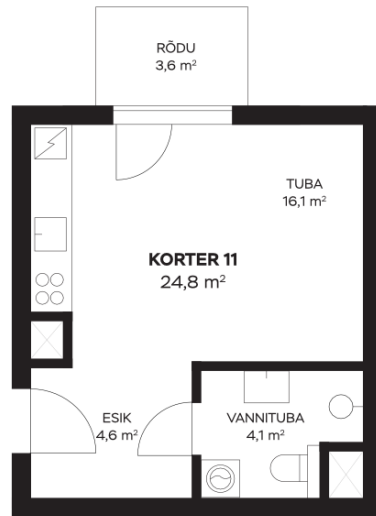 RÕDU
3,6 m²
TUBA
16,1 m²
KORTER 11
24,8 m²
ESIK
4,6 m²
VANNITUBA
4,1 m²